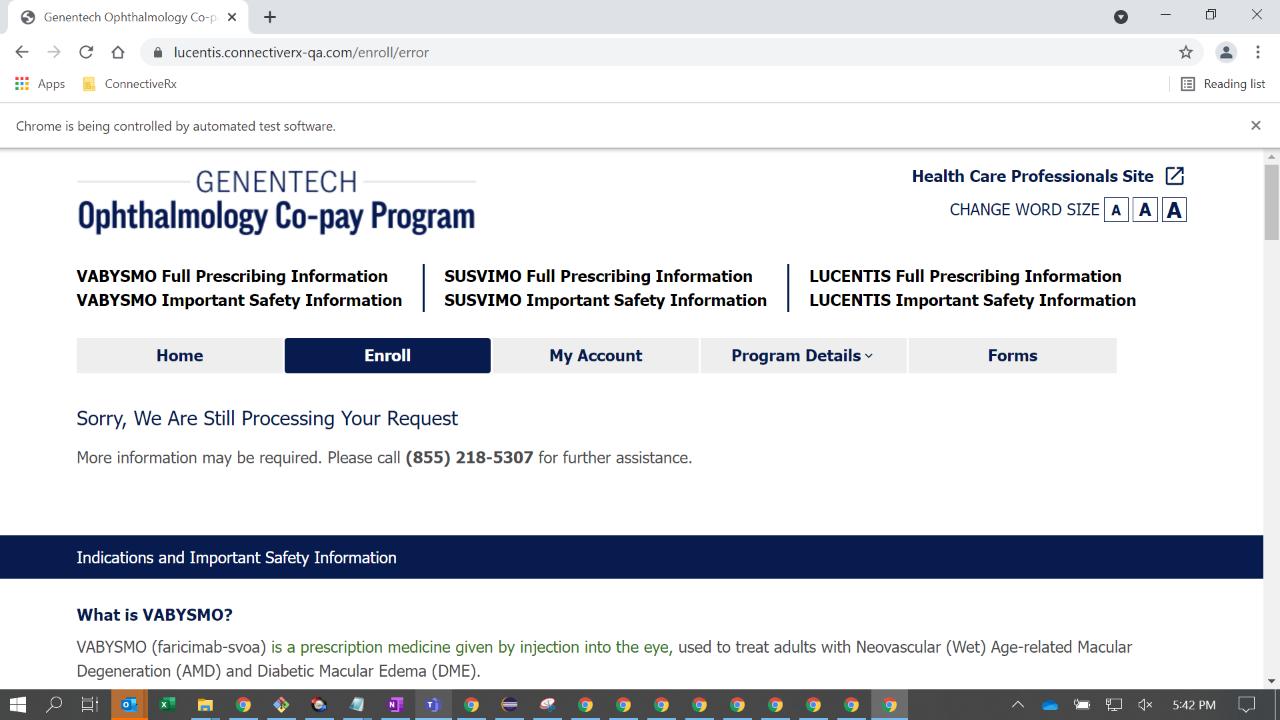 Genentech Ophthalmology Co-p
lucentis.connectiverx-qa.com/enroll/error
Apps
ConnectiveRx
Reading list
Chrome is being controlled by automated test software.
GENENTECH
Ophthalmology Co-pay Program
Health Care Professionals Site
CHANGE WORD SIZE A A A
VABYSMO Full Prescribing Information
VABYSMO Important Safety Information
SUSVIMO Full Prescribing Information
SUSVIMO Important Safety Information
LUCENTIS Full Prescribing Information
LUCENTIS Important Safety Information
Home
Enroll
My Account
Program Details
Forms
Sorry, We Are Still Processing Your Request
More information may be required. Please call (855) 218-5307 for further assistance.
Indications and Important Safety Information
What is VABYSMO?
VABYSMO (faricimab-svoa) is a prescription medicine given by injection into the eye, used to treat adults with Neovascular (Wet) Age-related Macular
Degeneration (AMD) and Diabetic Macular Edema (DME).
5:42 PM